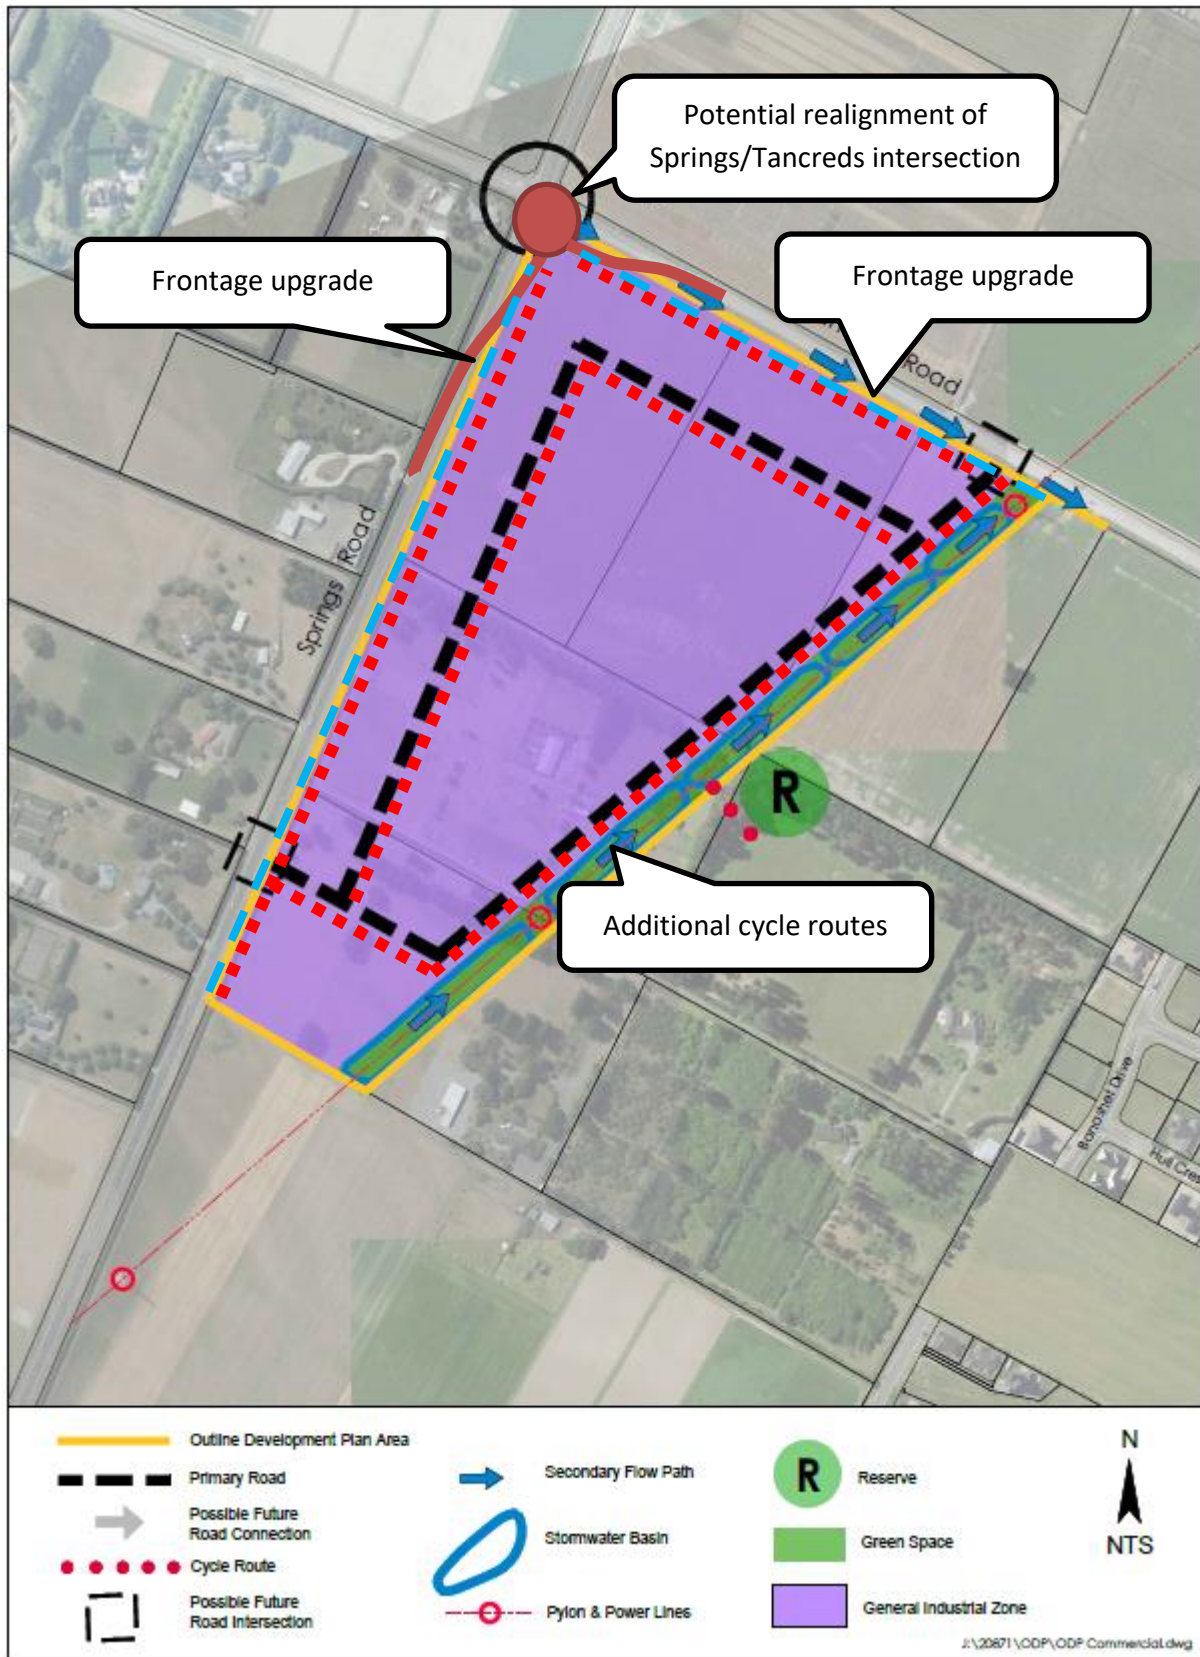 Potential realignment of
Springs/Tancreds intersection
Frontage upgrade
Frontage upgrade
Road
Springs Road
R
Additional cycle routes
Drive
Outline Development Plan Area
Primary Road
Possible Future
Road Connection
Cycle Route
Possible Future
Road Intersection
Secondary Flow Path
Stormwater Basin
Pylon & Power Lines
R
Reserve
Green Space
General Industrial Zone
N
NTS
J:\20871\ODP\ODP Commercial.dwg